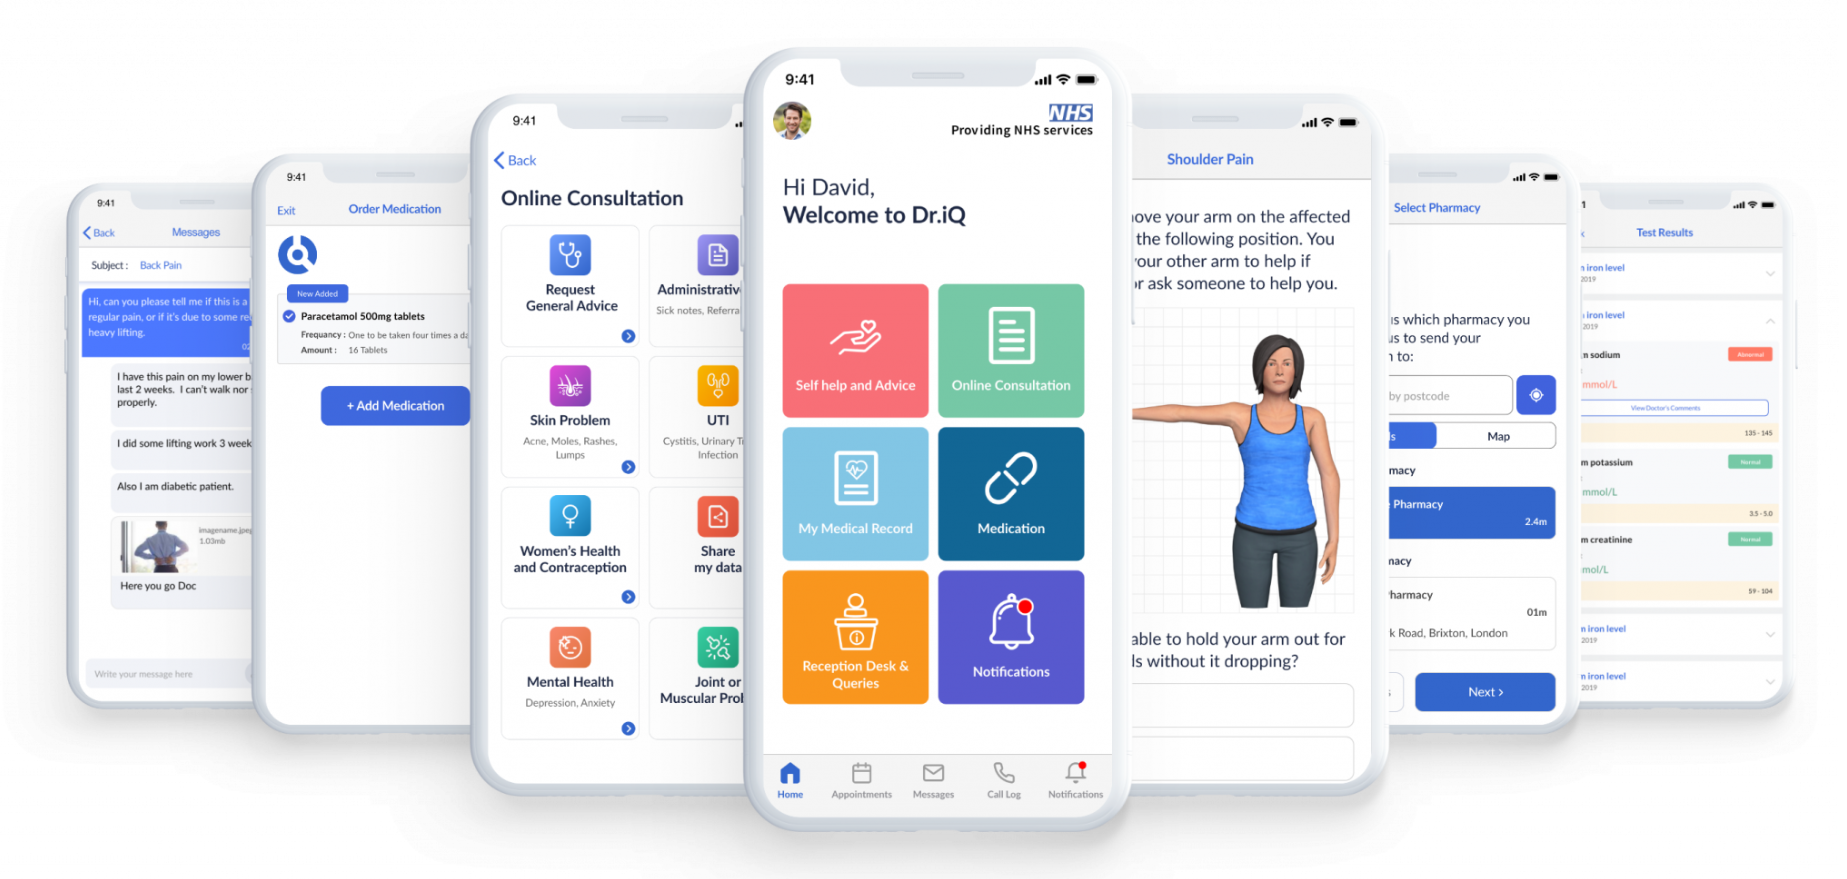 9:41
Back
Messages
Subject :
Back Pain
Hi, can you please tell me if this is a
regular pain, or if it's due to some
heavy lifting.
02
I have this pain on my lower
last 2 weeks. I can't walk nor
properly.
I did some lifting work 3 week
Also I am diabetic patient.
imagename.jpeg
1.03mb
Here you go Doc
Write your message here
9:41
Exit
Order Medication
New Added
Paracetamol 500mg tablets
Frequancy : One to be taken four times a da
Amount : 16 Tablets
+ Add Medication
9:41
Back
Online Consultation
Request
General Advice
Administrativ
Sick notes, Referra
Skin Problem
Acne, Moles, Rashes,
Lumps
UTI
Cystitis, Urinary T
Infection
Women's Health
and Contraception
Share
my data
Mental Health
Depression, Anxiety
Joint or
Muscular Prol
9:41
NHS
Providing NHS services
Hi David,
Welcome to Dr.iQ
Self help and Advice
Online Consultation
My Medical Record
Medication
Reception Desk &
Queries
Notifications
Home
Appointments
Messages
Call Log
Notifications
Shoulder Pain
ove your arm on the affected
the following position. You
your other arm to help if
or ask someone to help you.
able to hold your arm out for
ls without it dropping?
Select Pharmacy
us which pharmacy you
us to send your
n to:
by postcode
Map
macy
Pharmacy
2.4m
macy
harmacy
01m
k Road, Brixton, London
Next >
1
k
Test Results
n iron level
2019
iron level
2019
m sodium
Abnormal
mmol/L
View Doctor's Comments
135 - 145
m potassium
Normal
mmol/L
3.5 - 5.0
m creatinine
Normal
mol/L
59 - 104
n iron level
2019
n iron level
2019